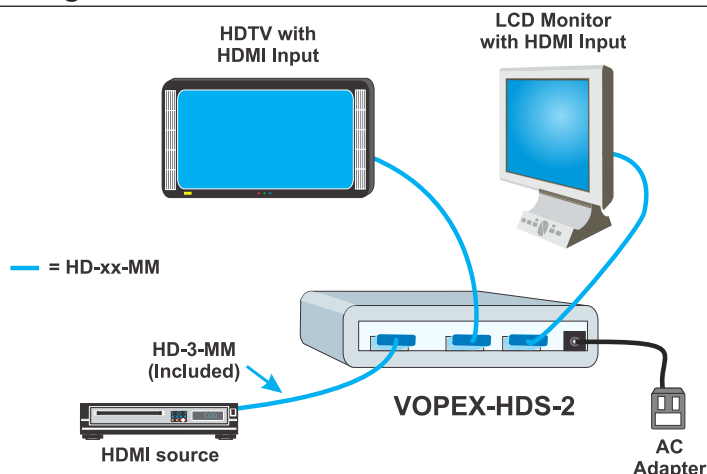 HDTV with
HDMI Input
LCD Monitor
with HDMI Input
= HD-xx-MM
HD-3-MM
(Included)
VOPEX-HDS-2
HDMI source
AC
Adapter